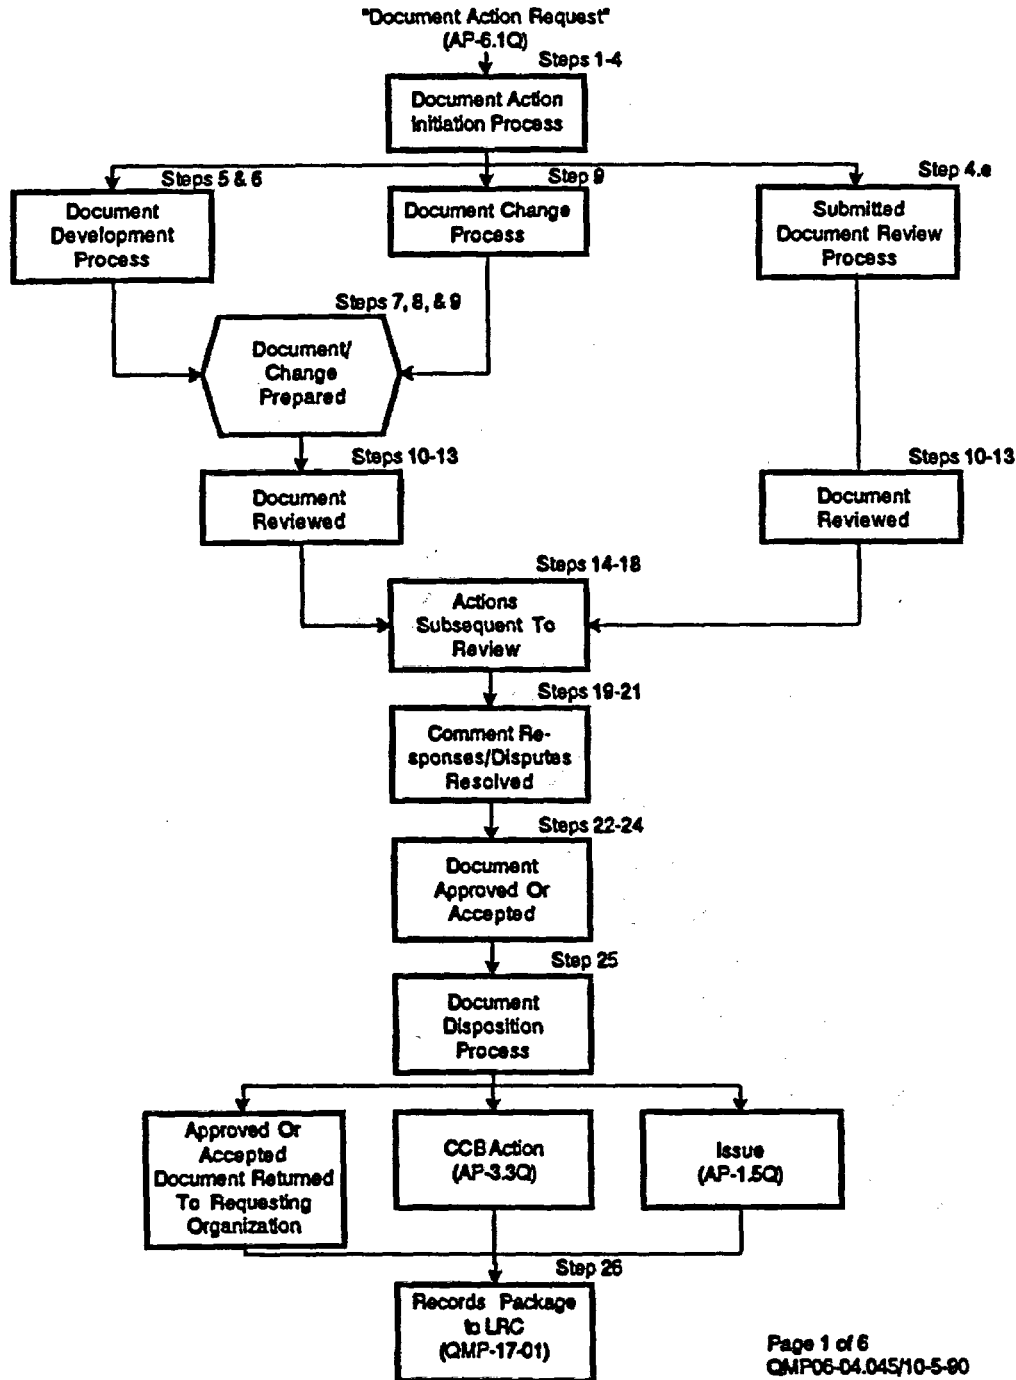 "Document Action Request"
(AP-6.1Q)
Steps 1-4
Document Action
Initiation Process
Steps 5 & 6
Step 9
Step 4.e
Document
Development
Process
Document Change
Process
Submitted
Document Review
Process
Steps 7, 8, & 9
Document/
Change
Prepared
Steps 10-13
Steps 10-13
Document
Reviewed
Document
Reviewed
Steps 14-18
Actions
Subsequent To
Review
Steps 19-21
Comment Re-
sponses/Disputes
Resolved
Steps 22-24
Document
Approved Or
Accepted
Step 25
Document
Disposition
Process
Approved Or
Accepted
Document Returned
To Requesting
Organization
CCB Action
(AP-3.3Q)
Issue
(AP-1.5Q)
Step 26
Records Package
to LRC
(QMP-17-01)
Page 1 of 6
QMP06-04.045/10-5-90